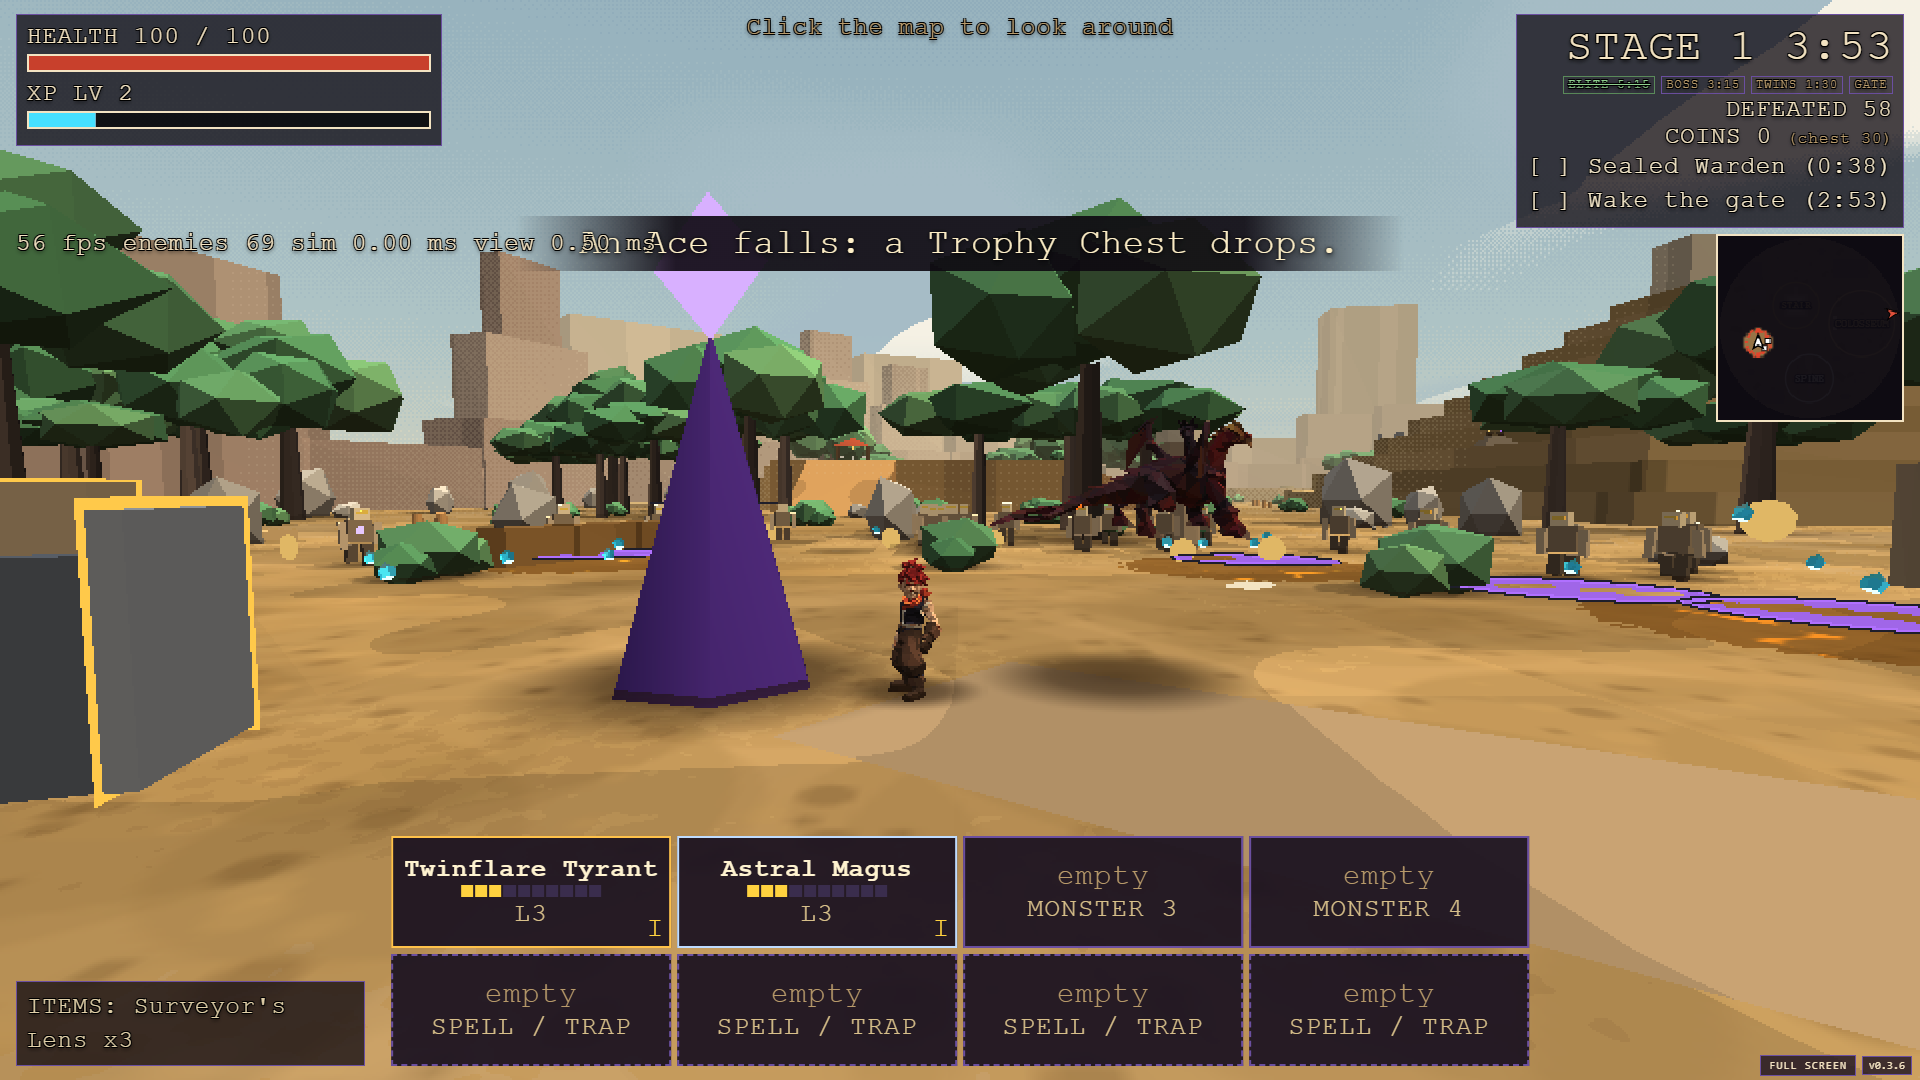 HEALTH 100 / 100
XP LV 2
Click the map to look around
STAGE 1 3:53
ELITE 5:15 BOSS 3:15 TWINS 1:30 GATE
DEFEATED 58
COINS 0 (chest 30)
[ ] Sealed Warden (0:38)
[ ] Wake the gate (2:53)
56 fps enemies 69 sim 0.00 ms view 0.50 ms
An Ace falls: a Trophy Chest drops.
Twinflare Tyrant
L3
I
Astral Magus
L3
I
empty
MONSTER 3
empty
MONSTER 4
empty
SPELL / TRAP
empty
SPELL / TRAP
empty
SPELL / TRAP
empty
SPELL / TRAP
ITEMS: Surveyor's
Lens x3
FULL SCREEN
v0.3.6